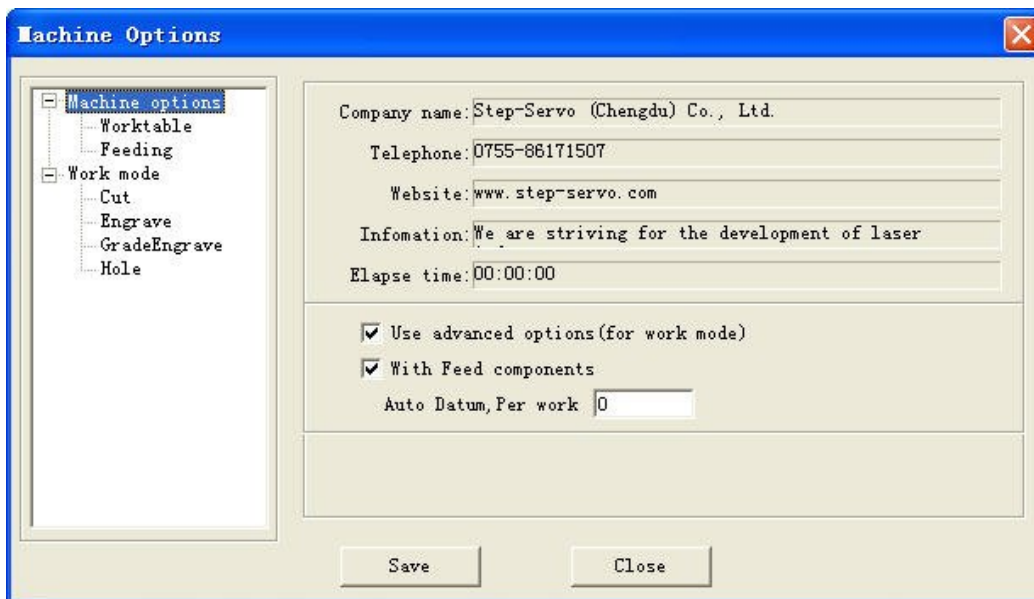 Machine Options
Machine options
Worktable
Feeding
Work mode
Cut
Engrave
GradeEngrave
Hole
Company name: Step-Servo (Chengdu) Co., Ltd.
Telephone: 0755-86171507
Website: www.step-servo.com
Infomation: We are striving for the development of laser
Elapse time: 00:00:00
Use advanced options(for work mode)
With Feed components
Auto Datum,Per work 0
Save Close